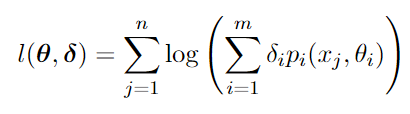 l(𝜽, 𝜹) = ∑_{j=1}^{n} log ( ∑_{i=1}^{m} δ_i p_i(x_j, θ_i) )